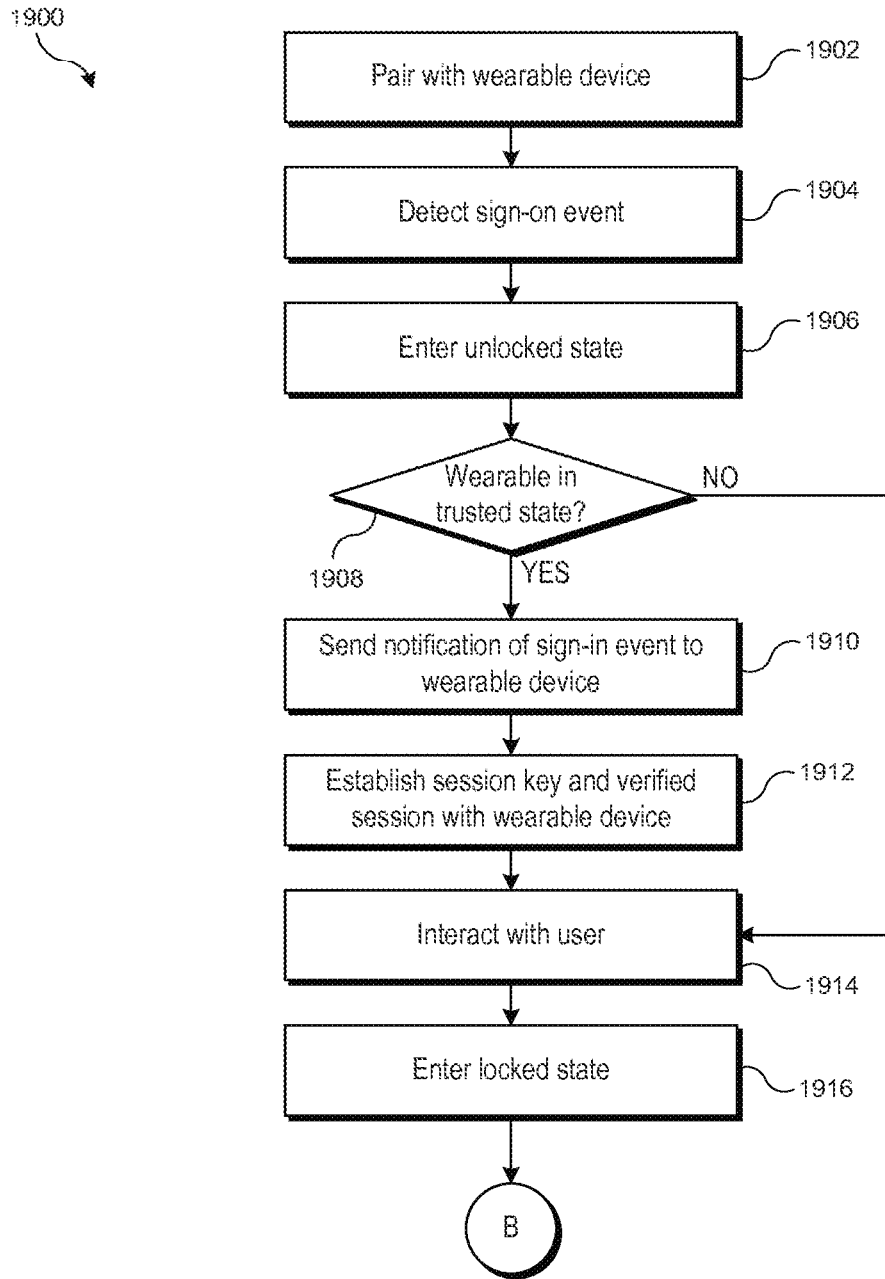 1900
Pair with wearable device
1902
Detect sign-on event
1904
Enter unlocked state
1906
Wearable in
trusted state?
NO
1908
YES
Send notification of sign-in event to
wearable device
1910
Establish session key and verified
session with wearable device
1912
Interact with user
1914
Enter locked state
1916
B